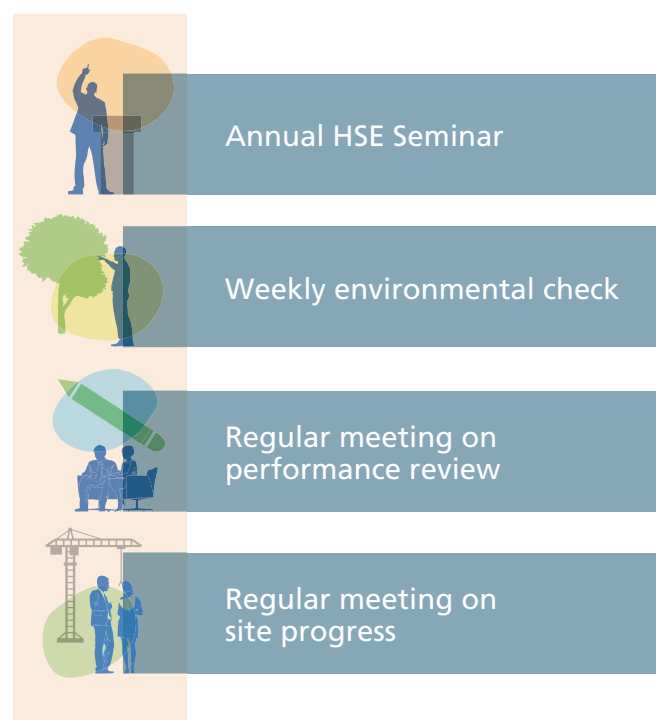 Annual HSE Seminar
Weekly environmental check
Regular meeting on
performance review
Regular meeting on
site progress